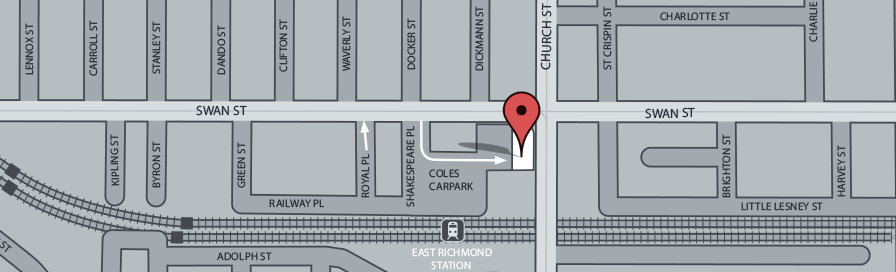 LENNOX ST
CARROLL ST
STANLEY ST
DANDO ST
CLIFTON ST
WAVERLY ST
DOCKER ST
DICKMANN ST
CHURCH ST
ST CRISPIN ST
CHARLOTTE ST
CHARLIE
SWAN ST
SWAN ST
KIPLING ST
BYRON ST
GREEN ST
ROYAL PL
SHAKESPEARE PL
COLES
CARPARK
BRIGHTON ST
HARVEY ST
RAILWAY PL
LITTLE LESNEY ST
ST
ADOLPH ST
EAST RICHMOND
STATION